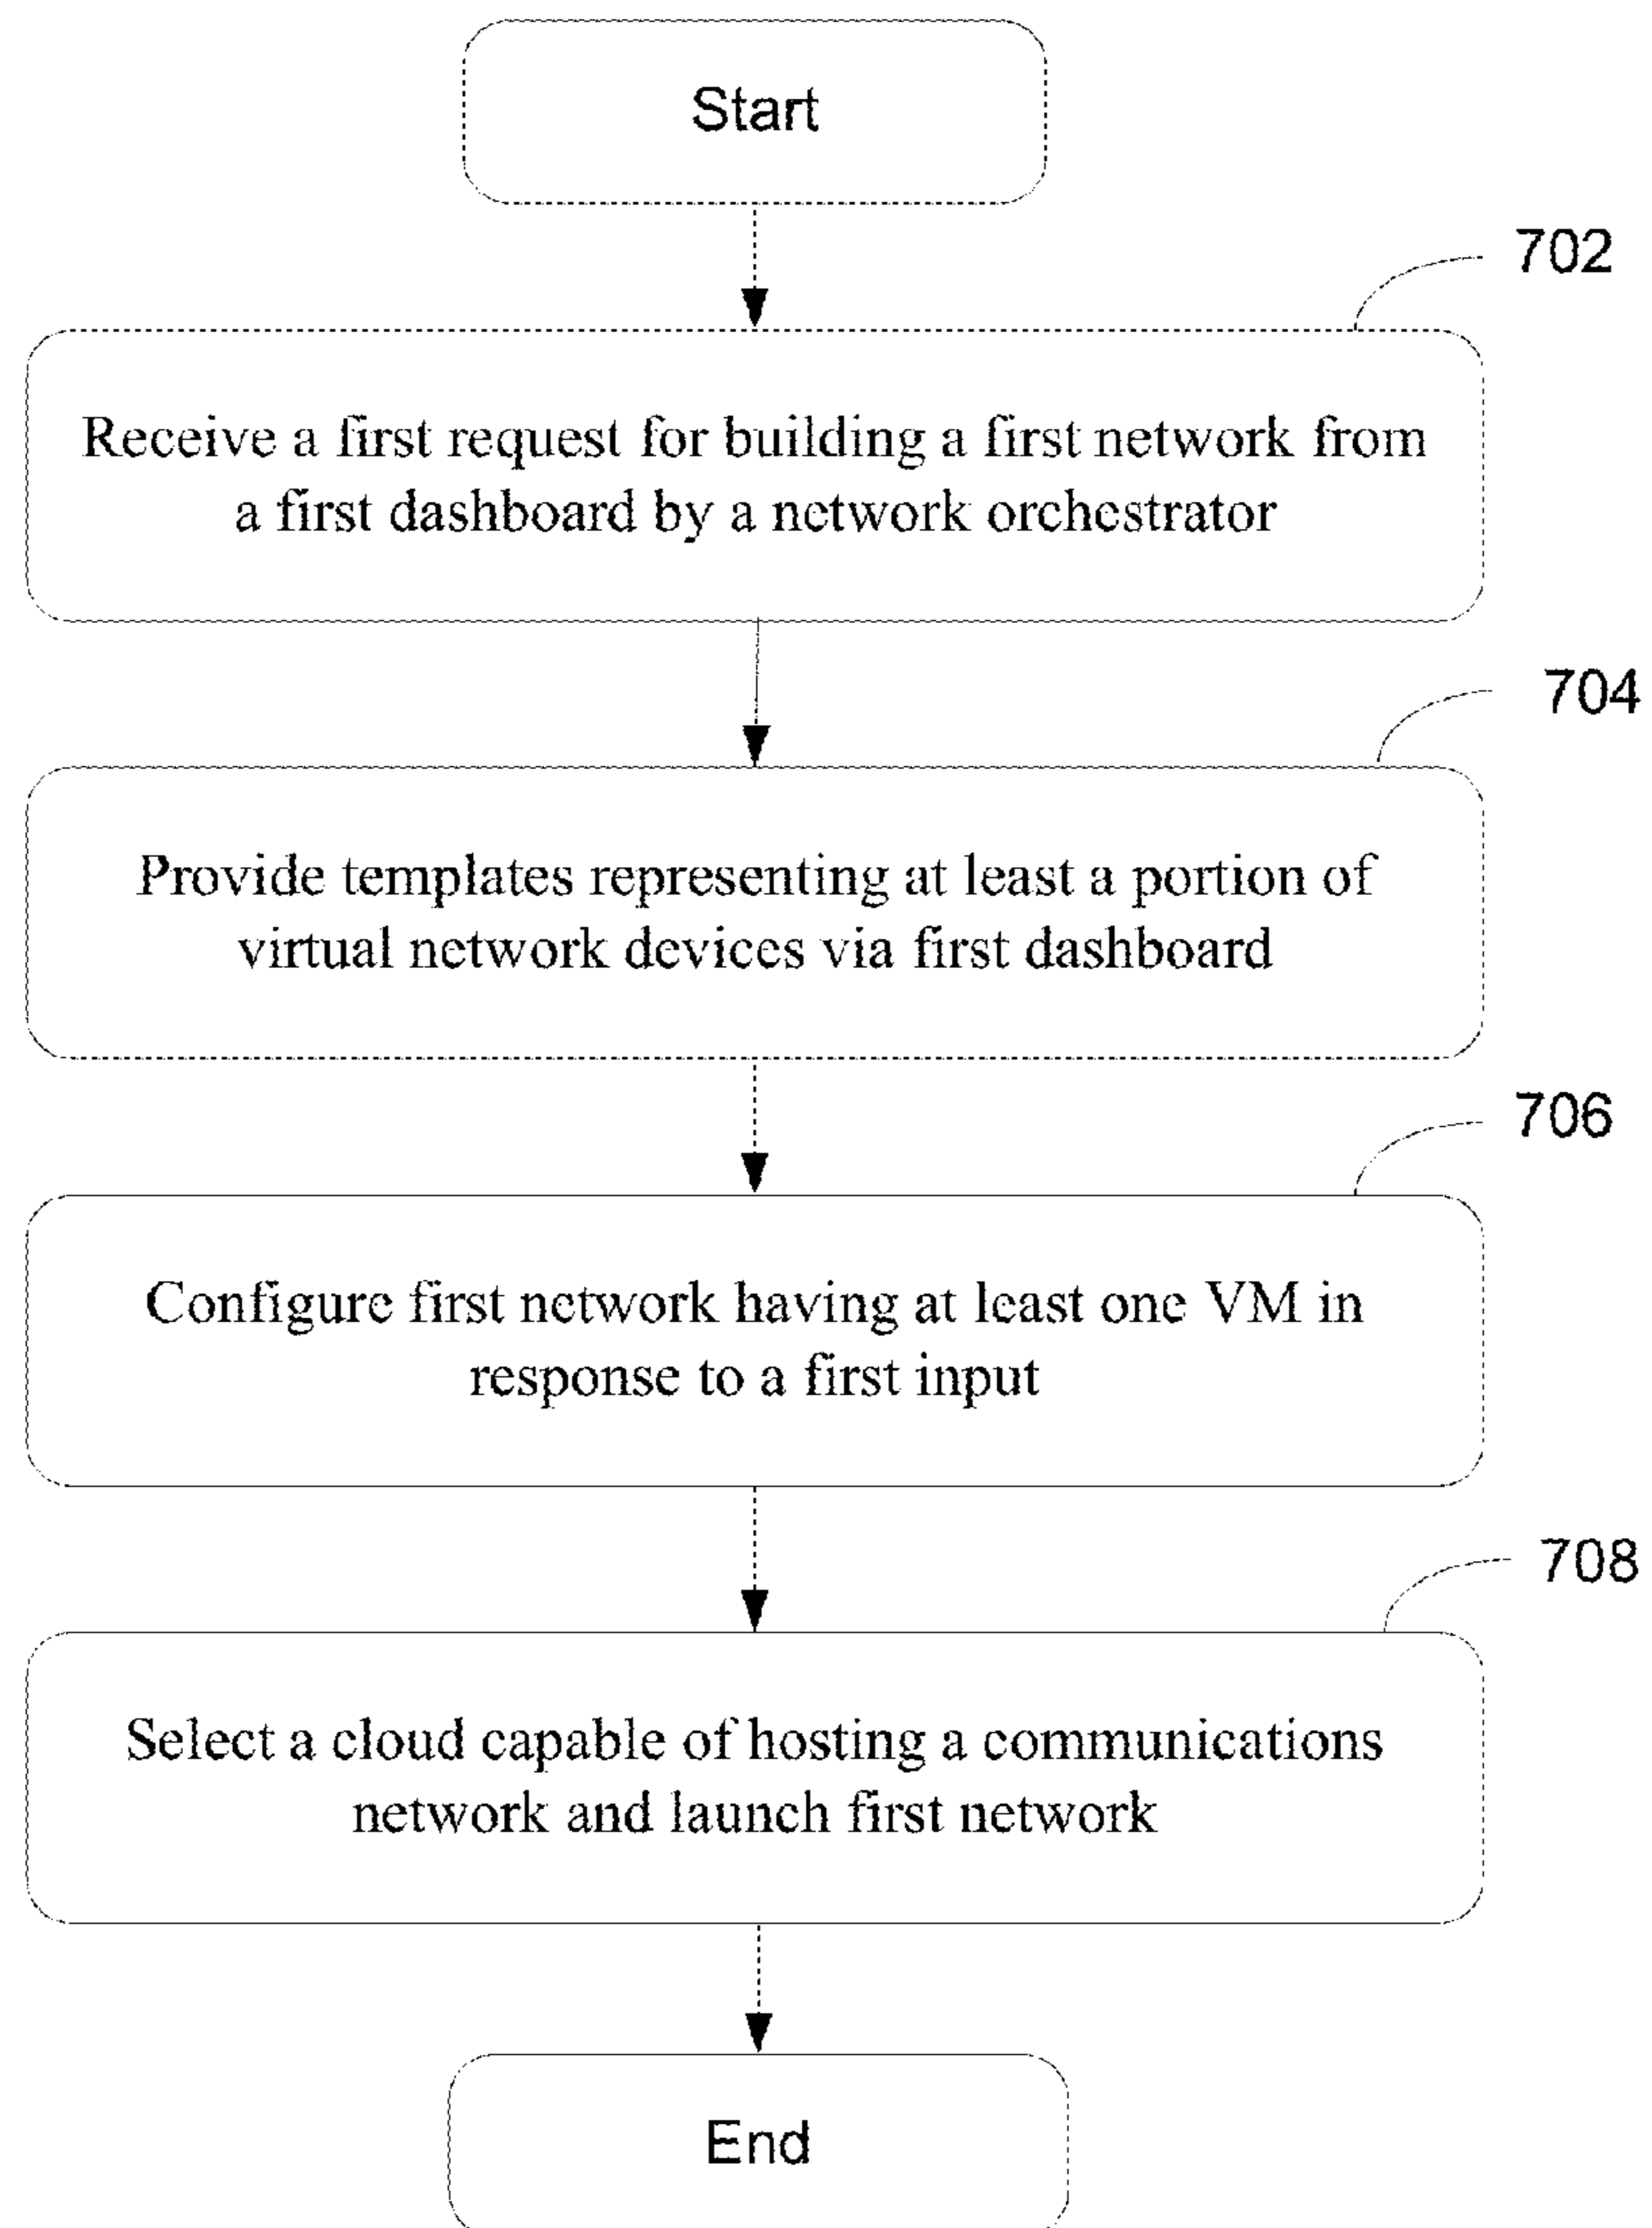 Start
702
Receive a first request for building a first network from
a first dashboard by a network orchestrator
704
Provide templates representing at least a portion of
virtual network devices via first dashboard
706
Configure first network having at least one VM in
response to a first input
708
Select a cloud capable of hosting a communications
network and launch first network
End